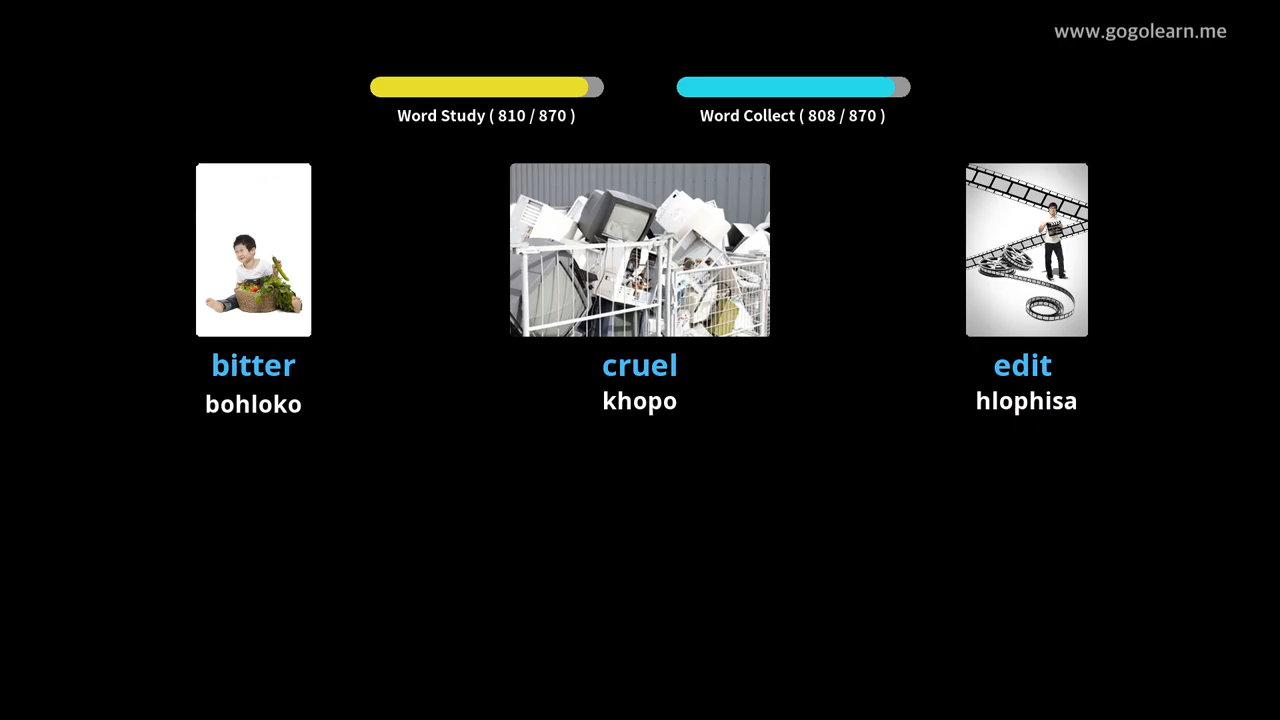 www.gogolearn.me
Word Study ( 810 / 870 )
Word Collect ( 808 / 870 )
bitter
bohloko
cruel
khopo
edit
hlophisa